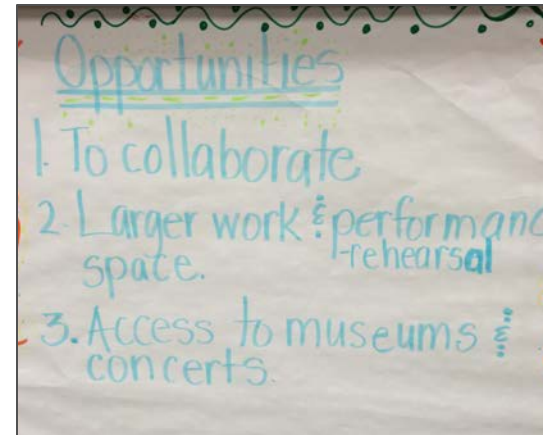 Opportunities
1. To collaborate
2. Larger work & performanc
-rehearsal
space.
3. Access to museums &
concerts.